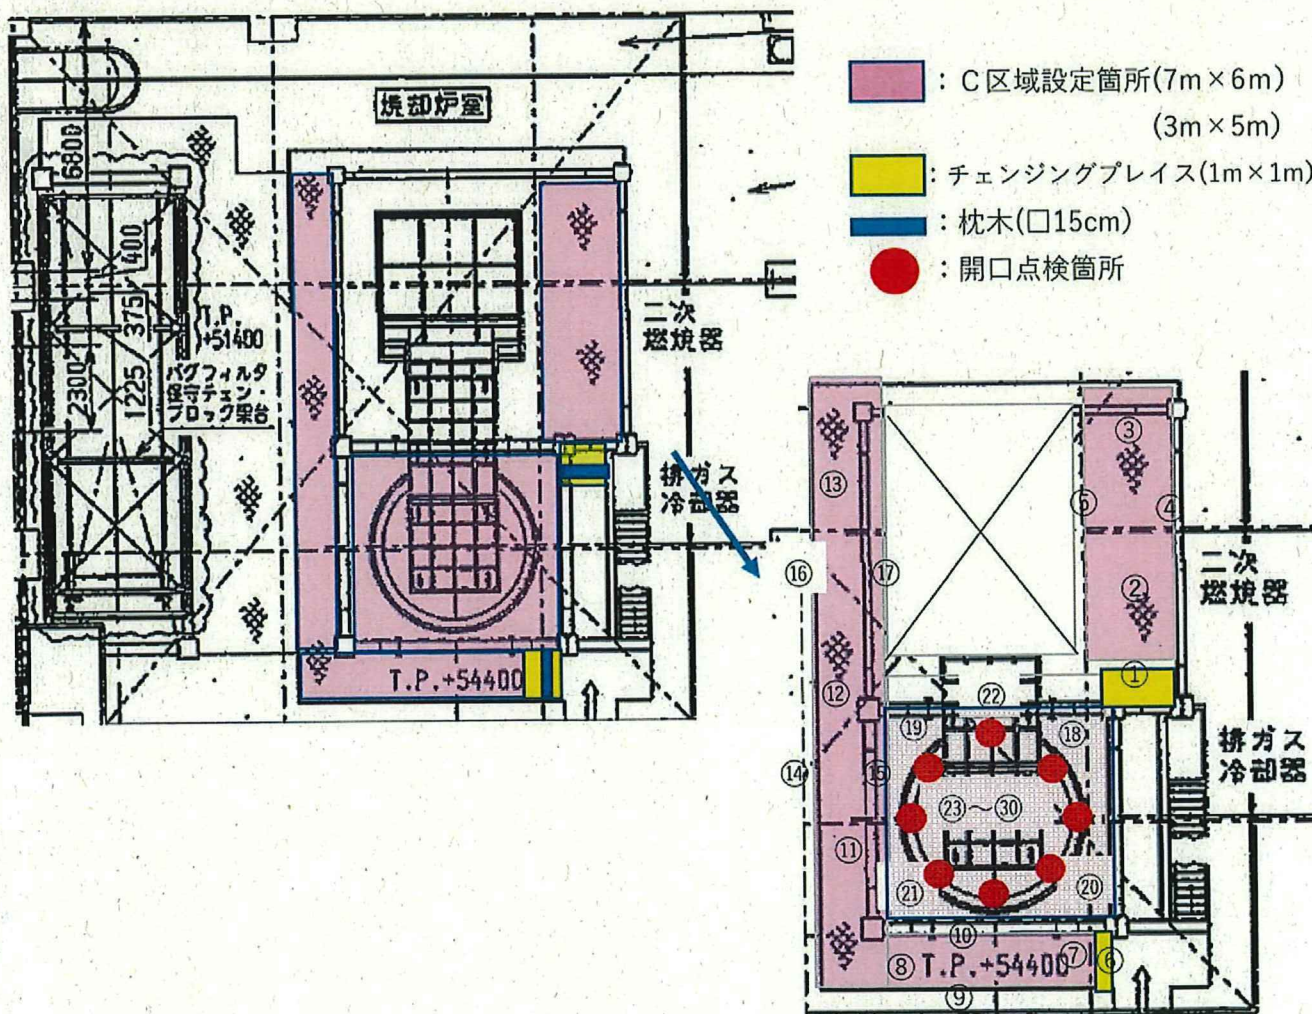 焼却炉室
6800
400
375
2300
1225
T.P.
+51400
バグフィルタ
保守チェン・
ブロック架台
二次
燃焼器
排ガス
冷却器
T.P.+54400
：C区域設定箇所(7m×6m)
(3m×5m)
：チェンジングプレイス(1m×1m)
：枕木(□15cm)
：開口点検箇所
③
⑬
⑤
④
⑯
⑰
二次
燃焼器
②
①
⑫
㉒
⑲
⑱
排ガス
冷却器
⑭
⑮
㉓～㉚
⑪
㉑
⑳
⑩
⑧
T.P.+54400
⑦
⑥
⑨